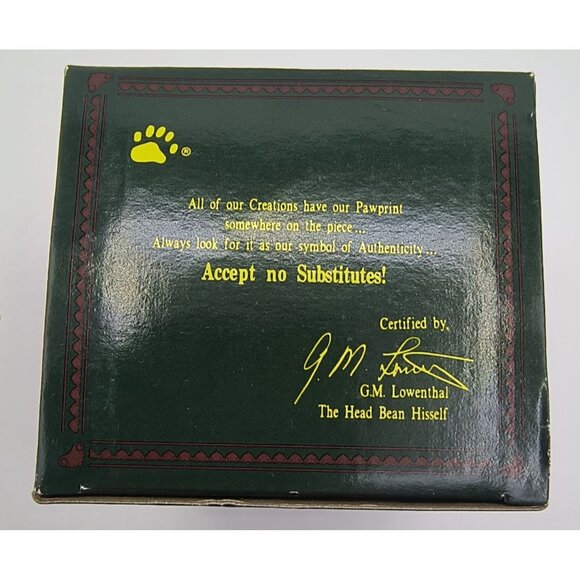 ®
All of our Creations have our Pawprint
somewhere on the piece...
Always look for it as our symbol of Authenticity...
Accept no Substitutes!
Certified by,
G.M. Lowenthal
G.M. Lowenthal
The Head Bean Hisself